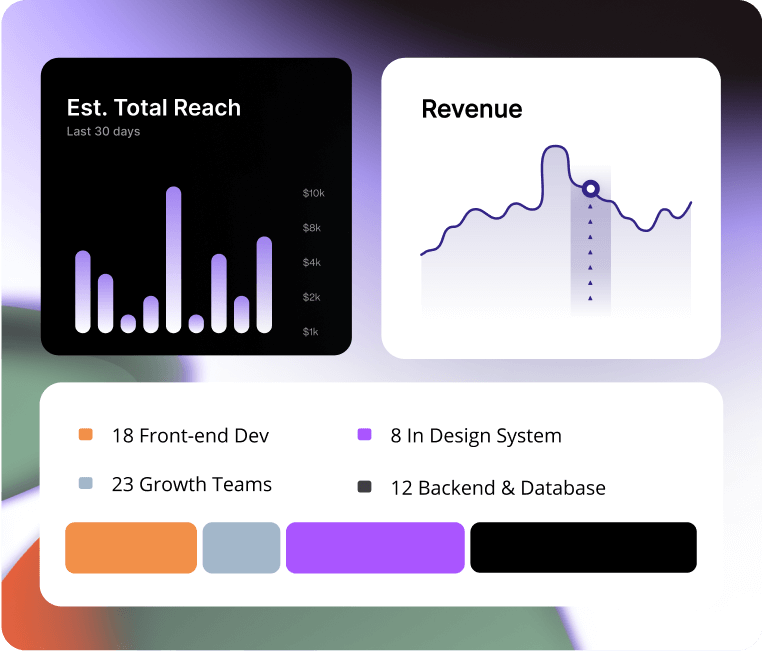 Est. Total Reach
Last 30 days
$10k
$8k
$4k
$2k
$1k
Revenue
18 Front-end Dev
8 In Design System
23 Growth Teams
12 Backend & Database